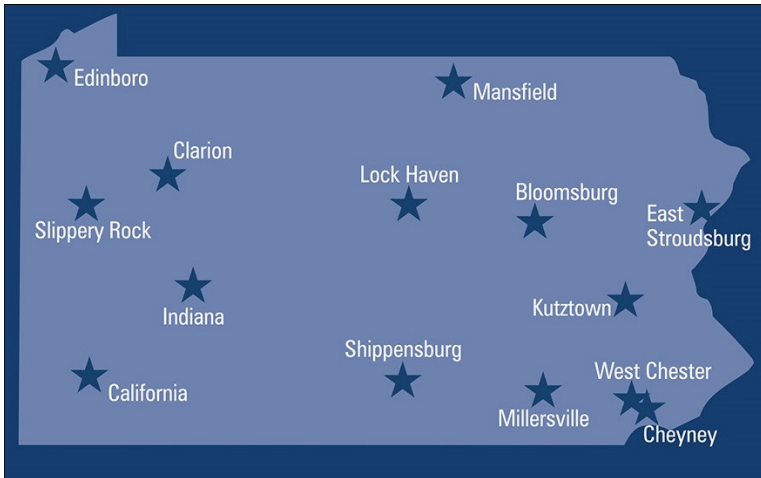 Edinboro
Mansfield
Clarion
Lock Haven
Bloomsburg
East
Stroudsburg
Slippery Rock
Indiana
Kutztown
Shippensburg
California
West Chester
Millersville
Cheyney